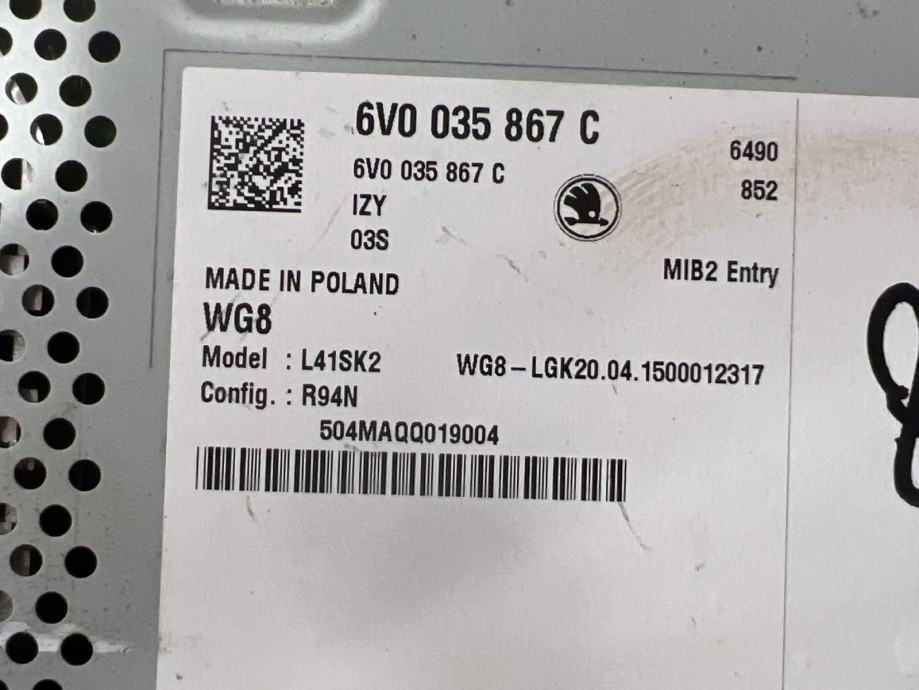 6V0 035 867 C
6V0 035 867 C
IZY
03S
6490
852
MIB2 Entry
MADE IN POLAND
WG8
Model : L41SK2
WG8-LGK20.04.1500012317
Config. : R94N
504MAQQ019004